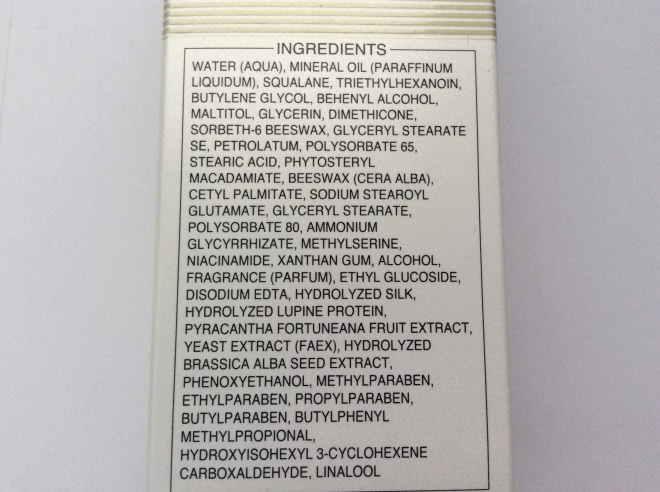 INGREDIENTS
WATER (AQUA), MINERAL OIL (PARAFFINUM
LIQUIDUM), SQUALANE, TRIETHYLHEXANOIN,
BUTYLENE GLYCOL, BEHENYL ALCOHOL,
MALTITOL, GLYCERIN, DIMETHICONE,
SORBETH-6 BEESWAX, GLYCERYL STEARATE
SE, PETROLATUM, POLYSORBATE 65,
STEARIC ACID, PHYTOSTERYL
MACADAMIATE, BEESWAX (CERA ALBA),
CETYL PALMITATE, SODIUM STEAROYL
GLUTAMATE, GLYCERYL STEARATE,
POLYSORBATE 80, AMMONIUM
GLYCYRRHIZATE, METHYLSERINE,
NIACINAMIDE, XANTHAN GUM, ALCOHOL,
FRAGRANCE (PARFUM), ETHYL GLUCOSIDE,
DISODIUM EDTA, HYDROLYZED SILK,
HYDROLYZED LUPINE PROTEIN,
PYRACANTHA FORTUNEANA FRUIT EXTRACT,
YEAST EXTRACT (FAEX), HYDROLYZED
BRASSICA ALBA SEED EXTRACT,
PHENOXYETHANOL, METHYLPARABEN,
ETHYLPARABEN, PROPYLPARABEN,
BUTYLPARABEN, BUTYLPHENYL
METHYLPROPIONAL,
HYDROXYISOHEXYL 3-CYCLOHEXENE
CARBOXALDEHYDE, LINALOOL